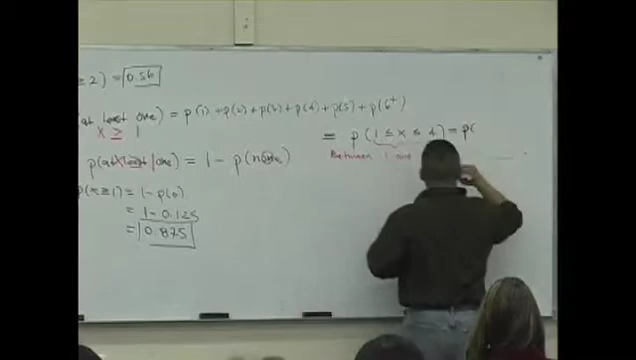 ≥ 2) = 0.56
(at least one) = p(1) + p(2) + p(3) + p(4) + p(5) + p(6+)
x ≥ 1
= p(1 ≤ x ≤ 4) = p(
Between 1 and
p(at least one) = 1 - p(none)
p(x ≥ 1) = 1 - p(0)
= 1 - 0.125
= 0.875